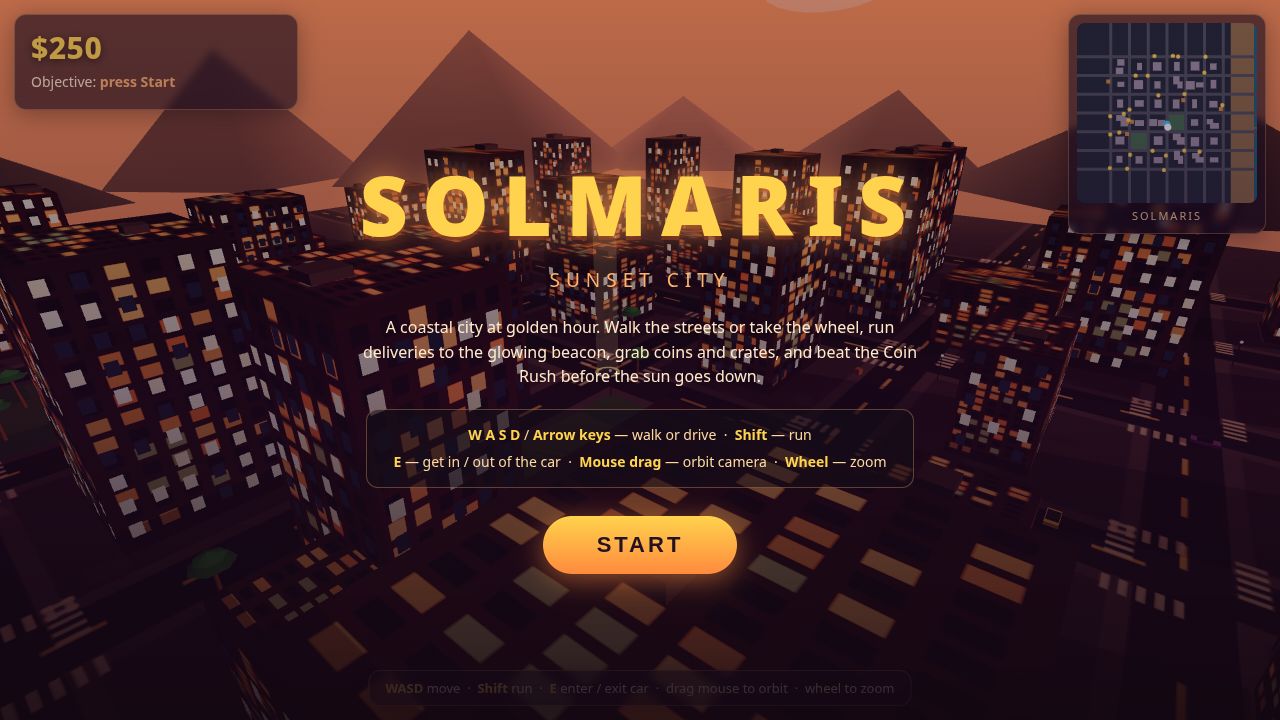 $250
Objective: press Start
SOLMARIS
SOLMARIS
SUNSET CITY
A coastal city at golden hour. Walk the streets or take the wheel, run
deliveries to the glowing beacon, grab coins and crates, and beat the Coin
Rush before the sun goes down.
W A S D / Arrow keys — walk or drive · Shift — run
E — get in / out of the car · Mouse drag — orbit camera · Wheel — zoom
START
WASD move · Shift run · E enter / exit car · drag mouse to orbit · wheel to zoom